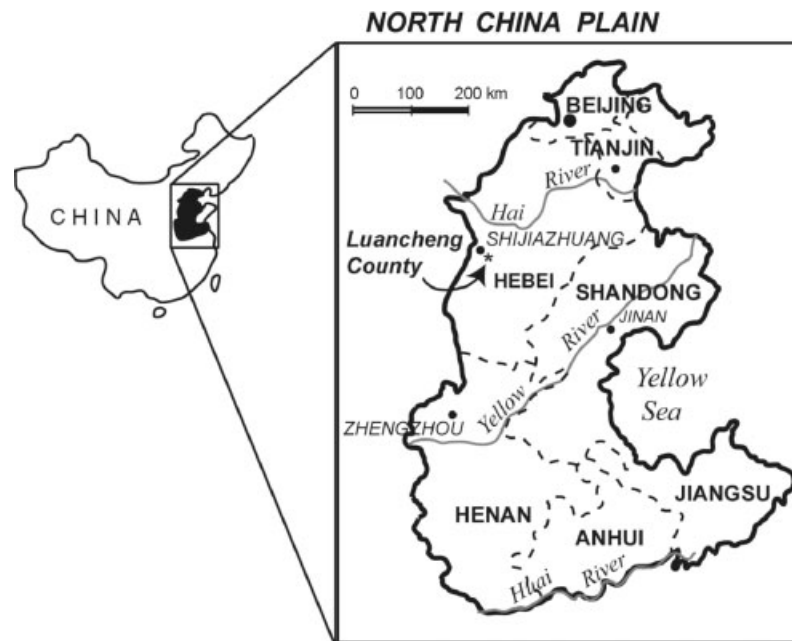 NORTH CHINA PLAIN
0 100 200 km
BEIJING
TIANJIN
Hai River
CHINA
SHIJIAZHUANG
*
Luancheng
County
HEBEI
SHANDONG
JINAN
Yellow River
Yellow
Sea
ZHENGZHOU
HENAN
JIANGSU
ANHUI
Huai River